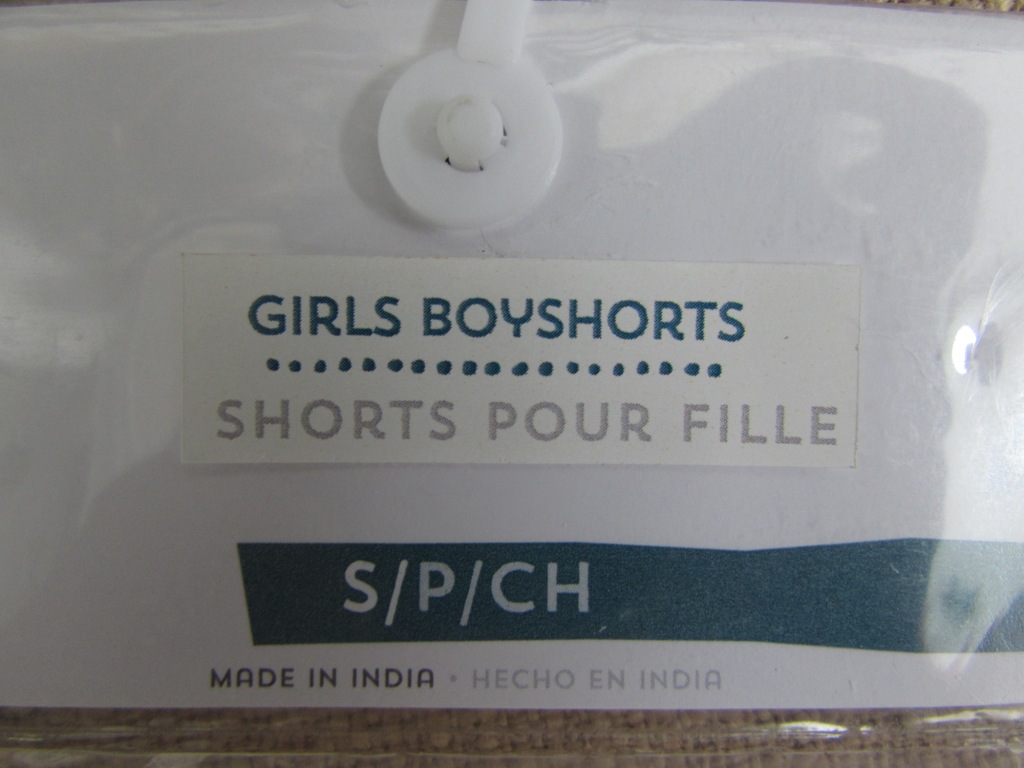 GIRLS BOYSHORTS
SHORTS POUR FILLE
S/P/CH
MADE IN INDIA • HECHO EN INDIA